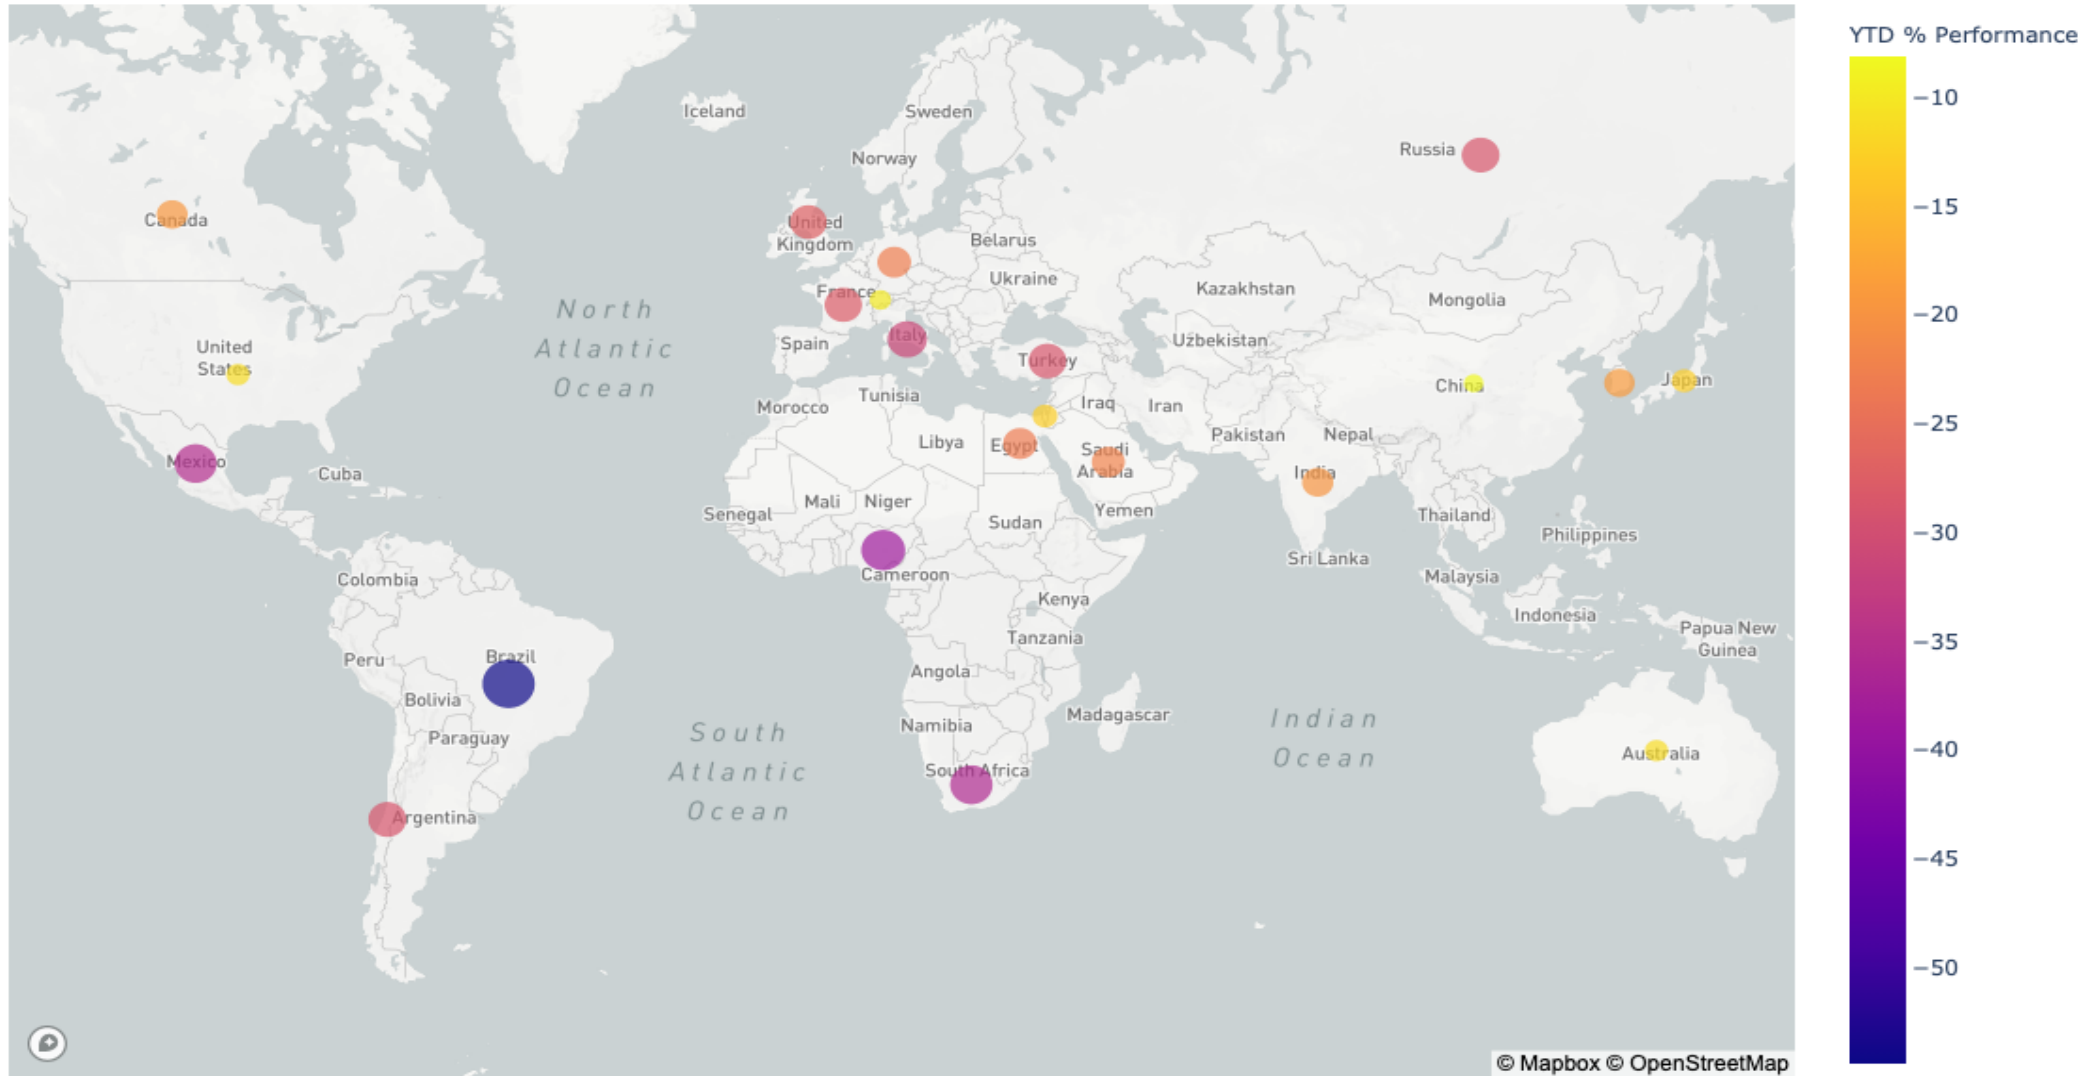 YTD % Performance
−10
−15
−20
−25
−30
−35
−40
−45
−50
Iceland
Sweden
Norway
Russia
Canada
United
Kingdom
Belarus
Ukraine
France
Kazakhstan
Mongolia
North
Atlantic
Ocean
United
States
Spain
Italy
Turkey
Uzbekistan
China
Japan
Tunisia
Morocco
Iraq
Iran
Libya
Egypt
Saudi
Arabia
Pakistan
Nepal
Mexico
Cuba
India
Mali
Niger
Senegal
Sudan
Yemen
Thailand
Philippines
Sri Lanka
Cameroon
Colombia
Malaysia
Kenya
Indonesia
Tanzania
Papua New
Guinea
Brazil
Peru
Angola
Bolivia
Madagascar
Namibia
Paraguay
South
Atlantic
Ocean
Indian
Ocean
Australia
South Africa
Argentina
© Mapbox © OpenStreetMap